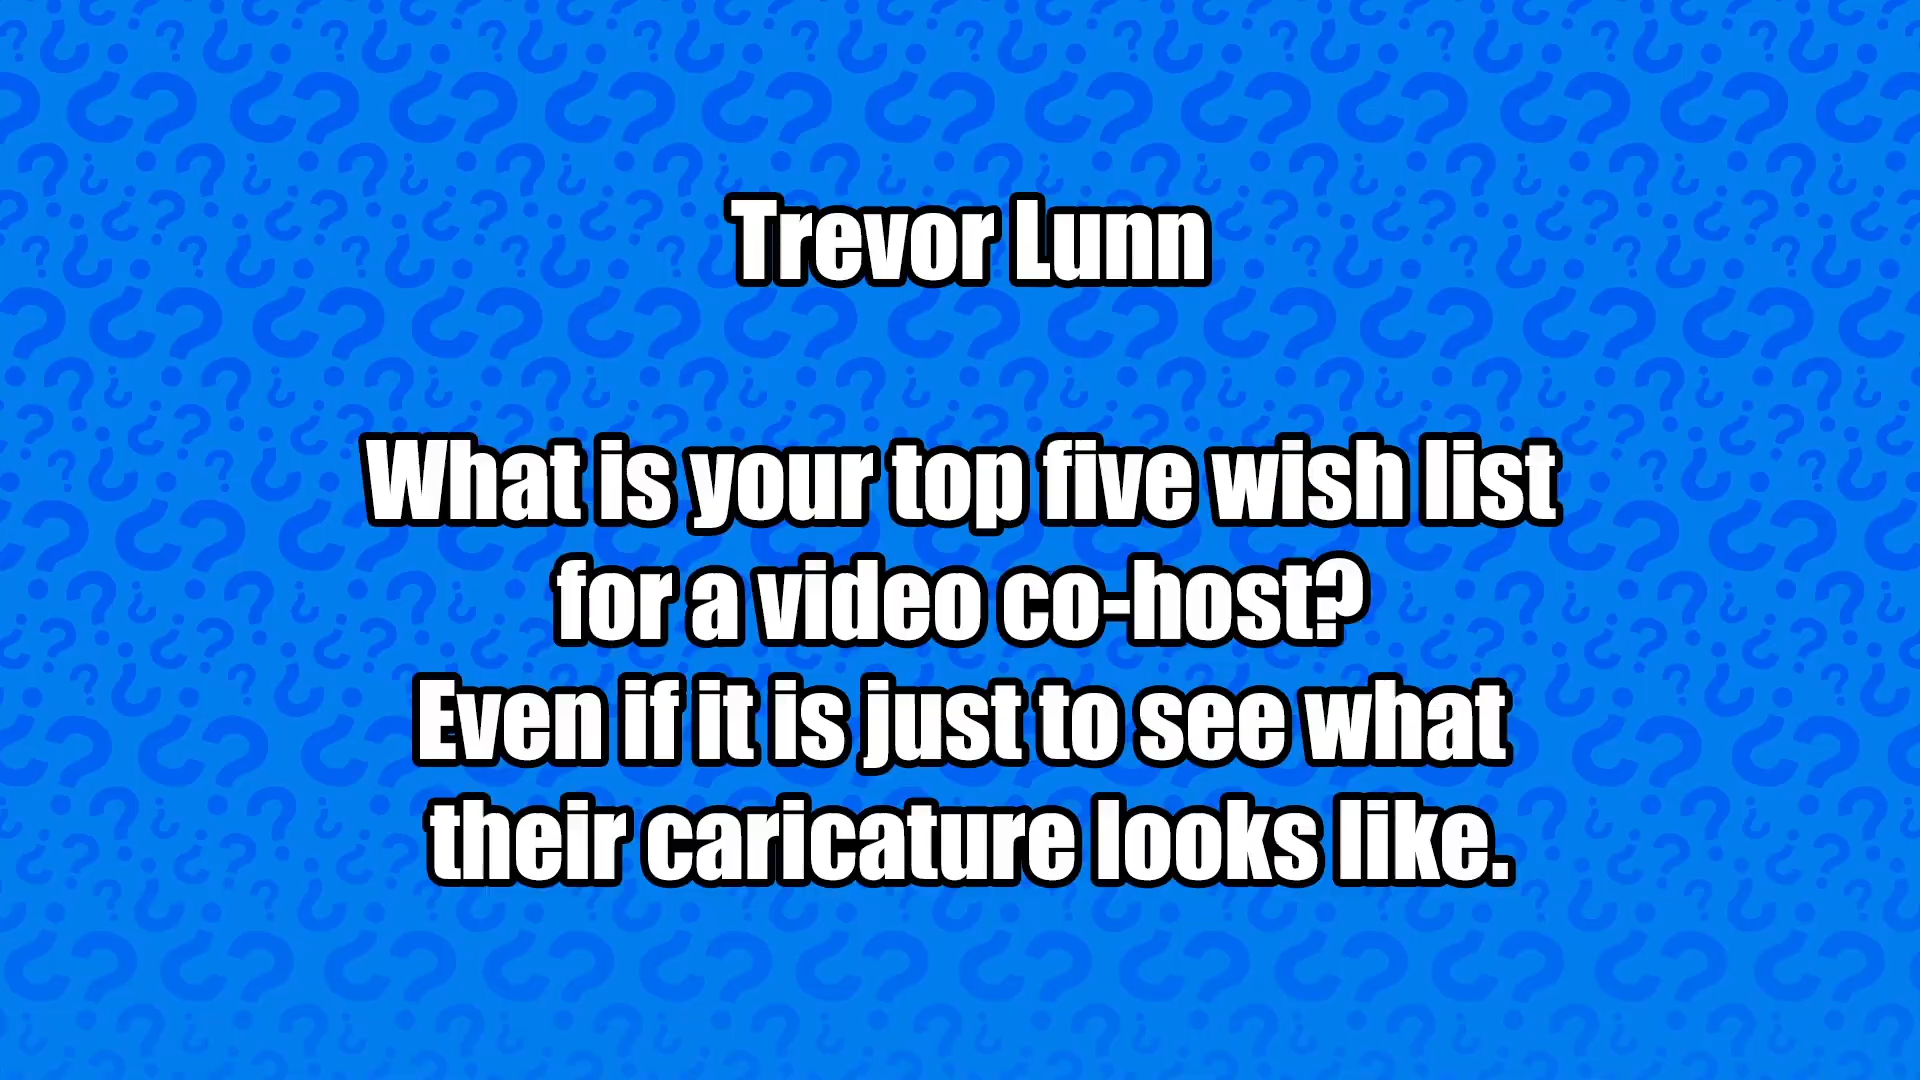 Trevor Lunn
What is your top five wish list
for a video co-host?
Even if it is just to see what
their caricature looks like.